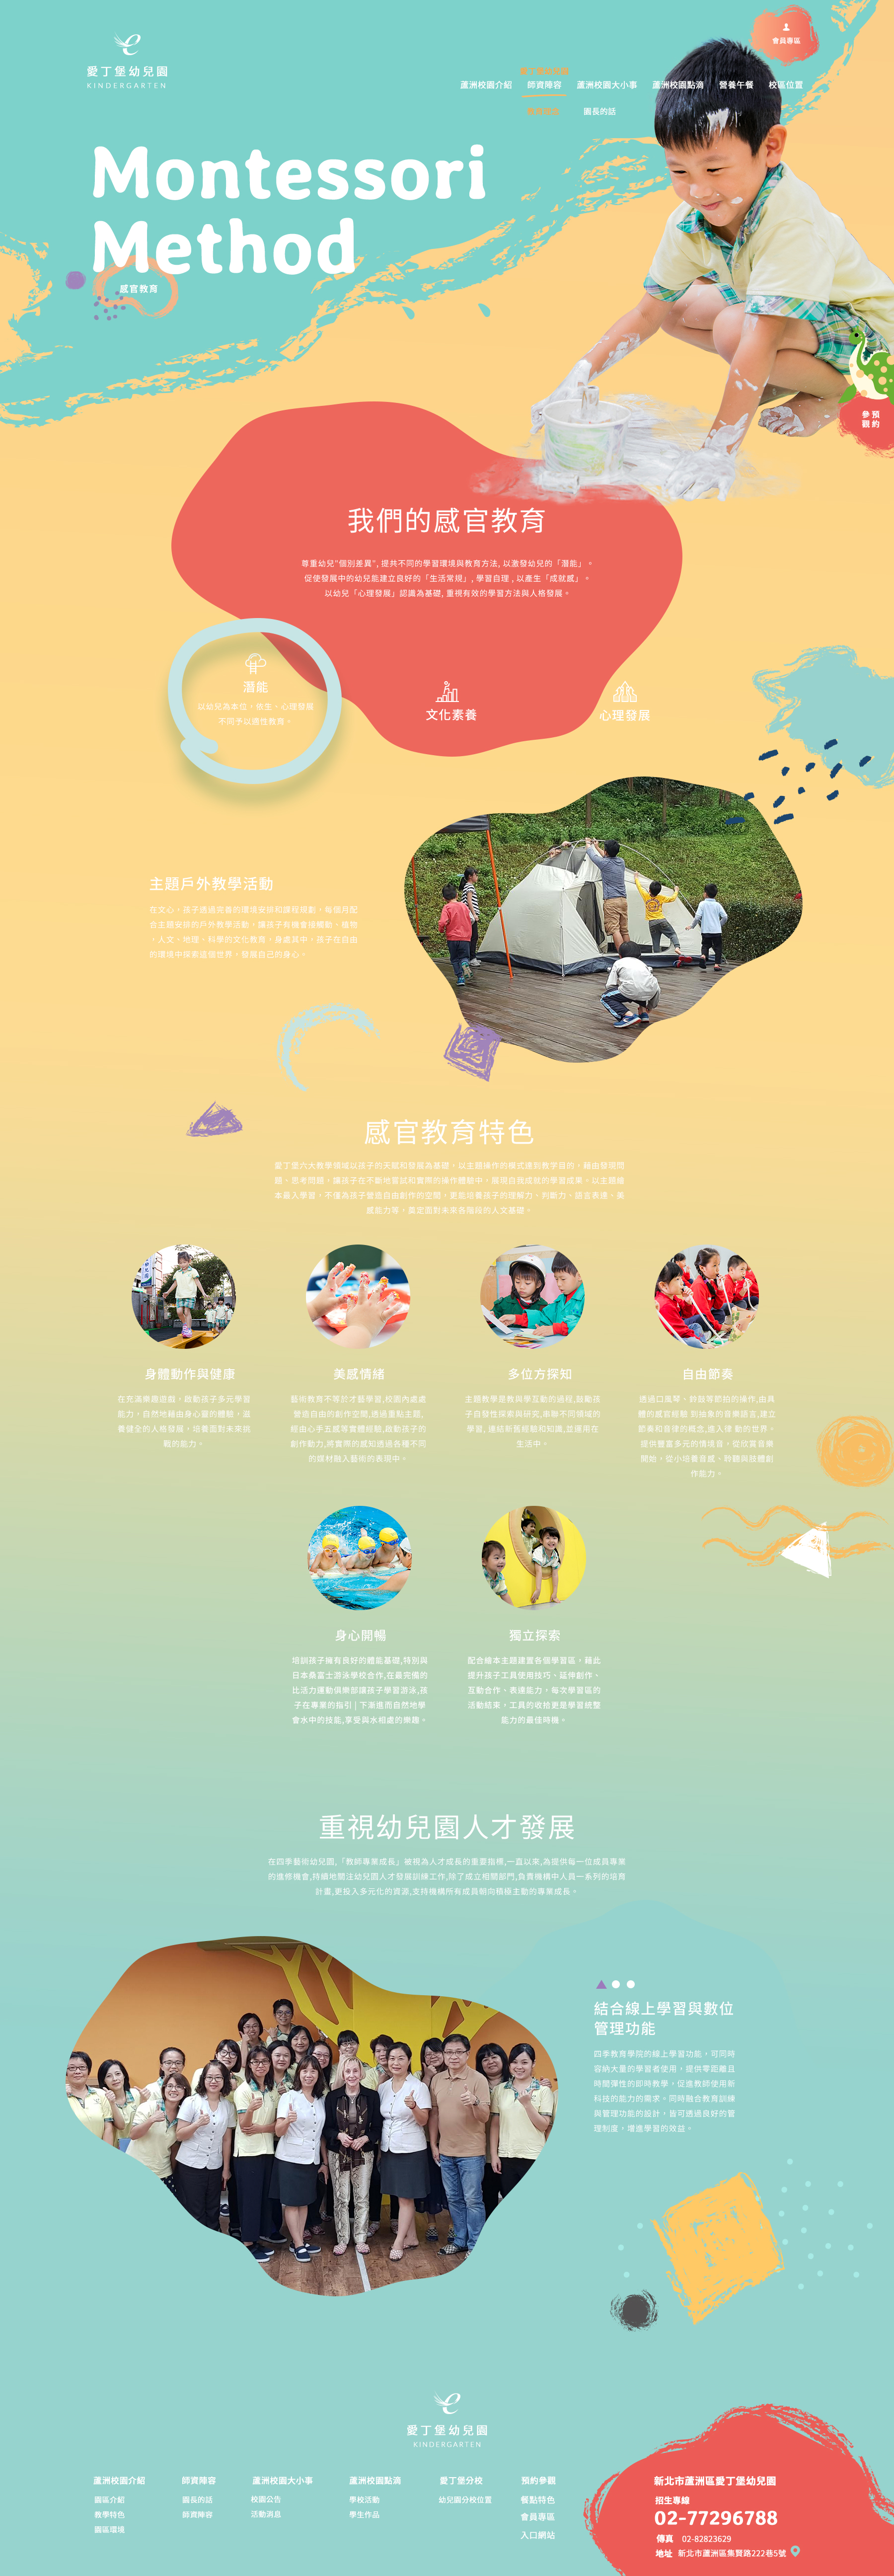 愛丁堡幼兒園
KINDERGARTEN
會員專區
蘆洲校園介紹 師資陣容 蘆洲校園大小事 蘆洲校園點滴 營養午餐 校區位置
園長的話
Montessori
Method
感官教育
參預
觀約
我們的感官教育
尊重幼兒"個別差異", 提共不同的學習環境與教育方法, 以激發幼兒的「潛能」。
促使發展中的幼兒能建立良好的「生活常規」, 學習自理 , 以產生「成就感」。
以幼兒「心理發展」認識為基礎, 重視有效的學習方法與人格發展。
潛能
以幼兒為本位、依生、心理發展
不同予以適性教育。
文化素養
心理發展
主題戶外教學活動
在文心，孩子透過完善的環境安排和課程規劃，每個月配
合主題安排的戶外教學活動，讓孩子有機會接觸動、植物
、人文、地理、科學的文化教育，身處其中，孩子在自由
的環境中探索這個世界，發展自己的身心。
感官教育特色
愛丁堡六大教學領域以孩子的天賦和發展為基礎，以主題操作的模式達到教學目的，藉由發現問
題、思考問題，讓孩子在不斷地嘗試和實際的操作體驗中，展現自我成就的學習成果。以主題繪
本融入學習，不僅為孩子營造自由創作的空間，更能培養孩子的理解力、判斷力、語言表達、美
感能力等，奠定面對未來各階段的人文基礎。
身體動作與健康
在充滿樂趣遊戲，啟動孩子多元學習
能力，自然地藉由身心靈的體驗，滋
養健全的人格發展，培養面對未來挑
戰的能力。
美感情緒
藝術教育不等於才藝學習,校園內處處
營造自由的創作空間,透過重點主題,
經由心手五感等實體經驗,啟動孩子的
創作動力,將實際的感知透過各種不同
的媒材融入藝術的表現中。
多位方探知
主題教學是教與學互動的過程,鼓勵孩
子自發性探索與研究,串聯不同領域的
學習, 連結新舊經驗和知識,並運用在
生活中。
自由節奏
透過口風琴、鈴鼓等節拍的操作,由具
體的感官經驗 到抽象的音樂語言,建立
節奏和音律的概念,進入律 動的世界。
提供豐富多元的情境音，從欣賞音樂
開始，從小培養音感、聆聽與肢體創
作能力。
身心開暢
培訓孩子擁有良好的體能基礎,特別與
日本桑富士游泳學校合作,在最完備的
比活力運動俱樂部讓孩子學習游泳,孩
子在專業的指引 | 下漸進而自然地學
會水中的技能,享受與水相處的樂趣。
獨立探索
配合繪本主題建置各個學習區，藉此
提升孩子工具使用技巧、延伸創作、
互動合作、表達能力，每次學習區的
活動結束，工具的收拾更是學習統整
能力的最佳時機。
重視幼兒園人才發展
在四季藝術幼兒園,「教師專業成長」被視為人才成長的重要指標,一直以來,為提供每一位成員專業
的進修機會,持續地關注幼兒園人才發展訓練工作,除了成立相關部門,負責機構中人員一系列的培育
計畫,更投入多元化的資源,支持機構所有成員朝向積極主動的專業成長。
結合線上學習與數位
管理功能
四季教育學院的線上學習功能，可同時
容納大量的學習者使用，提供零距離且
時間彈性的即時教學，促進教師使用新
科技的能力的需求。同時融合教育訓練
與管理功能的設計，皆可透過良好的管
理制度，增進學習的效益。
愛丁堡幼兒園
KINDERGARTEN
蘆洲校園介紹 師資陣容 蘆洲校園大小事 蘆洲校園點滴 愛丁堡分校 預約參觀
園區介紹 園長的話 校園公告 學校活動 幼兒園分校位置 餐點特色
教學特色 師資陣容 活動消息 學生作品 會員專區
園區環境 入口網站
新北市蘆洲區愛丁堡幼兒園
招生專線
02-77296788
傳真 02-82823629
地址 新北市蘆洲區集賢路222巷5號